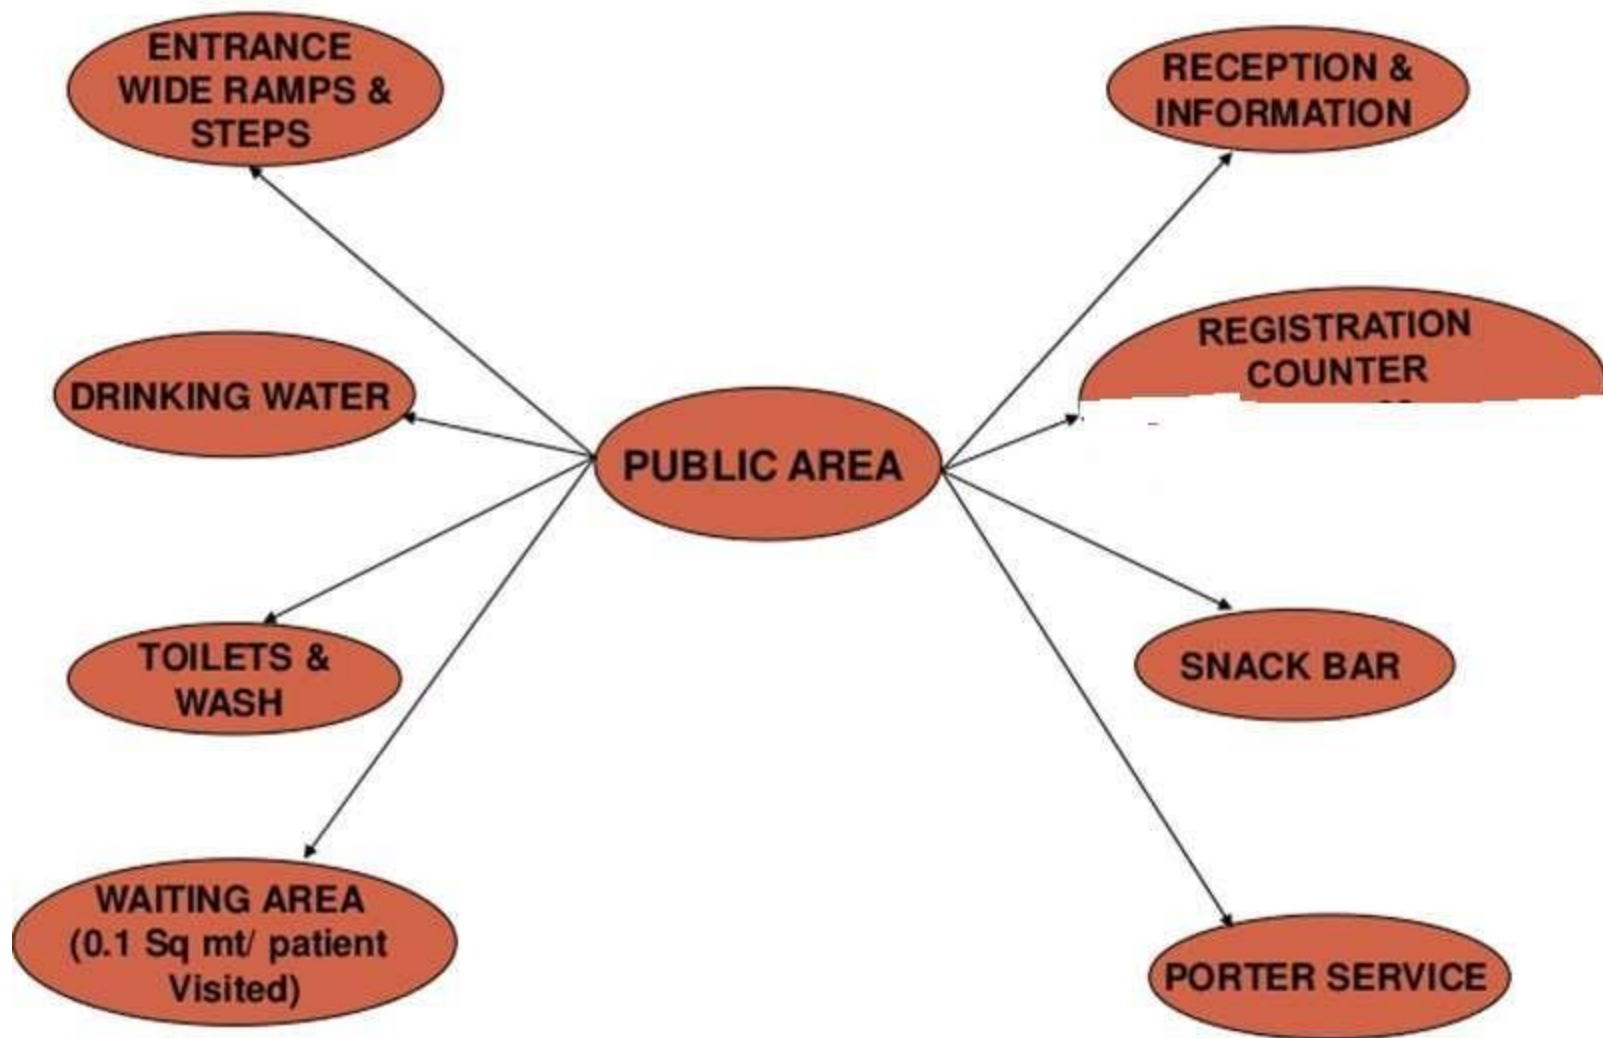 ENTRANCE
WIDE RAMPS &
STEPS
RECEPTION &
INFORMATION
REGISTRATION
COUNTER
DRINKING WATER
PUBLIC AREA
TOILETS &
WASH
SNACK BAR
WAITING AREA
(0.1 Sq mt/ patient
Visited)
PORTER SERVICE